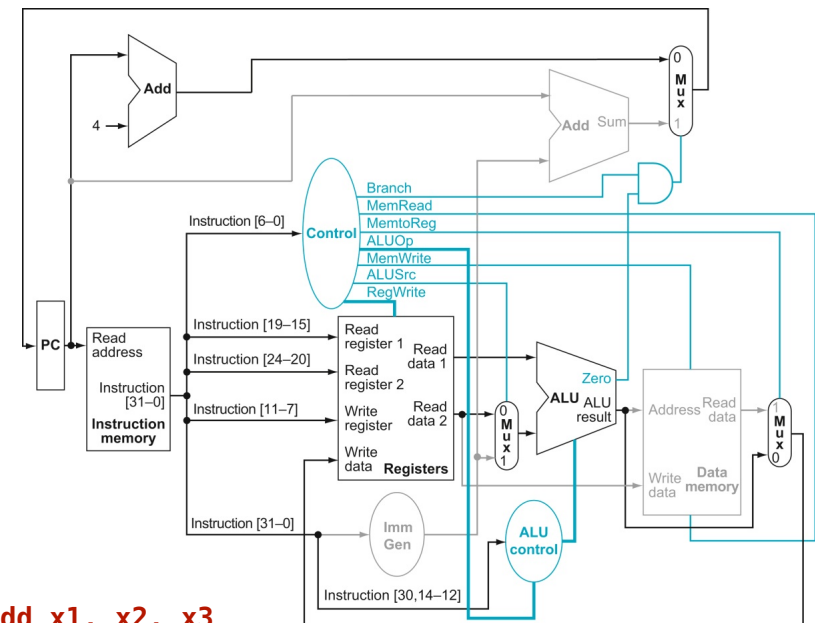 0
M
u
x
1
Add
4
Add Sum
Branch
MemRead
MemtoReg
ALUOp
MemWrite
ALUSrc
RegWrite
Control
Instruction [6–0]
PC
Read
address
Instruction
[31–0]
Instruction
memory
Instruction [19–15]
Instruction [24–20]
Instruction [11–7]
Instruction [31–0]
Read
register 1
Read
register 2
Write
register
Write
data
Read
data 1
Read
data 2
Registers
0
M
u
x
1
Zero
ALU
ALU
result
Address
Read
data
Write
data
Data
memory
1
M
u
x
0
Imm
Gen
ALU
control
Instruction [30,14–12]
dd x1, x2, x3